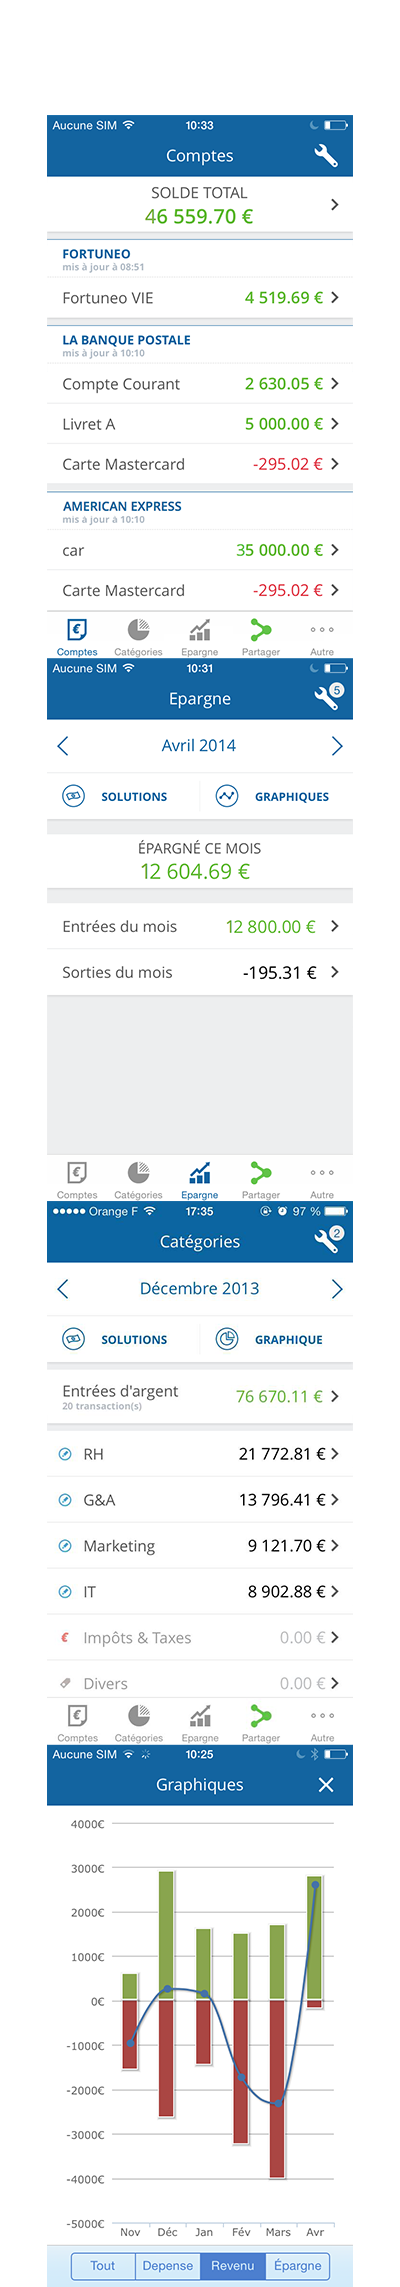 Aucune SIM 10:33
Comptes
SOLDE TOTAL
46 559.70 €
FORTUNEO
mis à jour à 08:51
Fortuneo VIE 4 519.69 €
LA BANQUE POSTALE
mis à jour à 10:10
Compte Courant 2 630.05 €
Livret A 5 000.00 €
Carte Mastercard -295.02 €
AMERICAN EXPRESS
mis à jour à 10:10
car 35 000.00 €
Carte Mastercard -295.02 €
Comptes Catégories Epargne Partager Autre
Aucune SIM 10:31
Epargne 5
Avril 2014
SOLUTIONS GRAPHIQUES
ÉPARGNÉ CE MOIS
12 604.69 €
Entrées du mois 12 800.00 €
Sorties du mois -195.31 €
Comptes Catégories Epargne Partager Autre
Orange F 17:35 97 %
Catégories 2
Décembre 2013
SOLUTIONS GRAPHIQUE
Entrées d'argent 76 670.11 €
20 transaction(s)
RH 21 772.81 €
G&A 13 796.41 €
Marketing 9 121.70 €
IT 8 902.88 €
€ Impôts & Taxes 0.00 €
Divers 0.00 €
Comptes Catégories Epargne Partager Autre
Aucune SIM 10:25
Graphiques
4000€
3000€
2000€
1000€
0€
-1000€
-2000€
-3000€
-4000€
-5000€
Nov Déc Jan Fév Mars Avr
Tout Depense Revenu Épargne